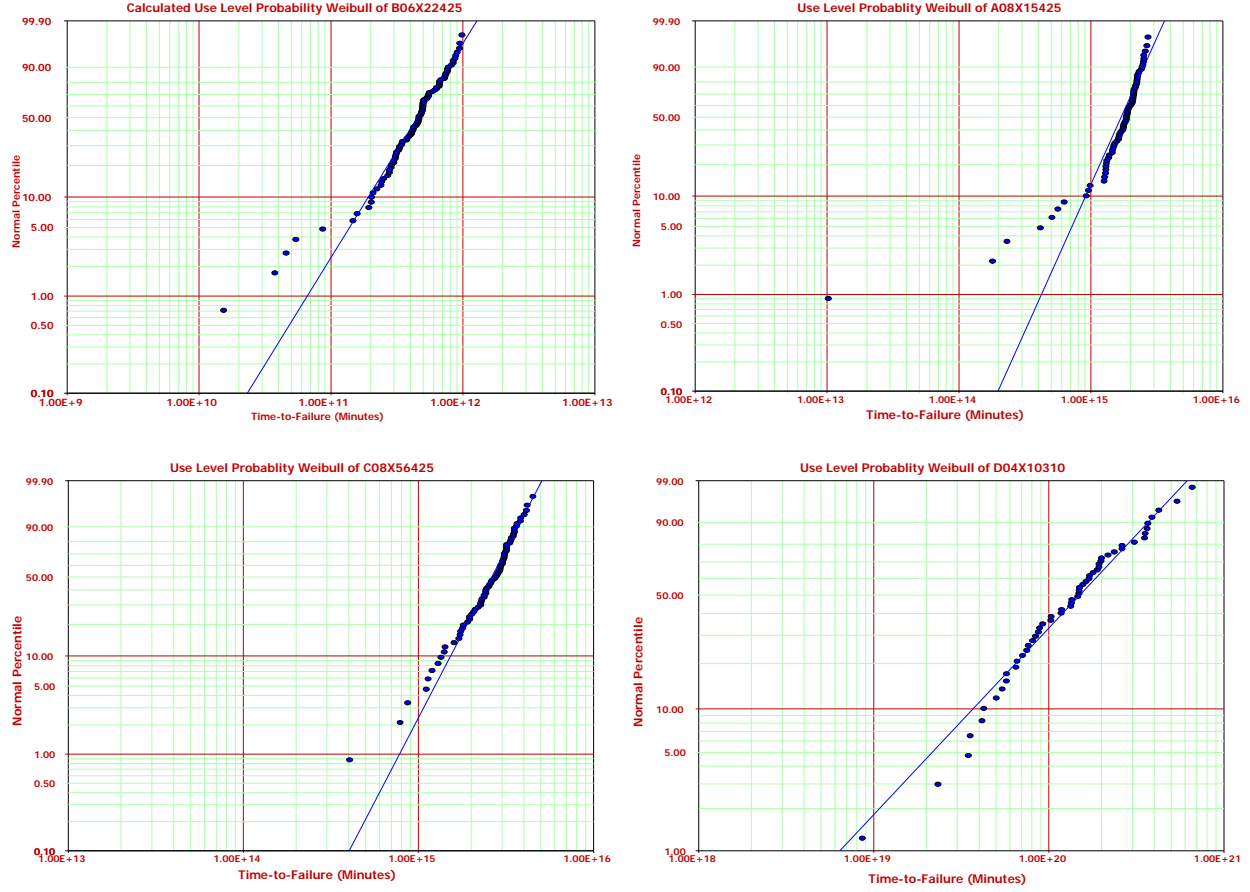 Calculated Use Level Probability Weibull of B06X22425
99.90
90.00
50.00
10.00
5.00
1.00
0.50
0.10
Normal Percentile
1.00E+9
1.00E+10
1.00E+11
1.00E+12
1.00E+13
Time-to-Failure (Minutes)
Use Level Probablity Weibull of A08X15425
99.90
90.00
50.00
10.00
5.00
1.00
0.50
0.10
Normal Percentile
1.00E+12
1.00E+13
1.00E+14
1.00E+15
1.00E+16
Time-to-Failure (Minutes)
Use Level Probablity Weibull of C08X56425
99.90
90.00
50.00
10.00
5.00
1.00
0.50
0.10
Normal Percentile
1.00E+13
1.00E+14
1.00E+15
1.00E+16
Time-to-Failure (Minutes)
Use Level Probablity Weibull of D04X10310
99.00
90.00
50.00
10.00
5.00
1.00
Normal Percentile
1.00E+18
1.00E+19
1.00E+20
1.00E+21
Time-to-Failure (Minutes)